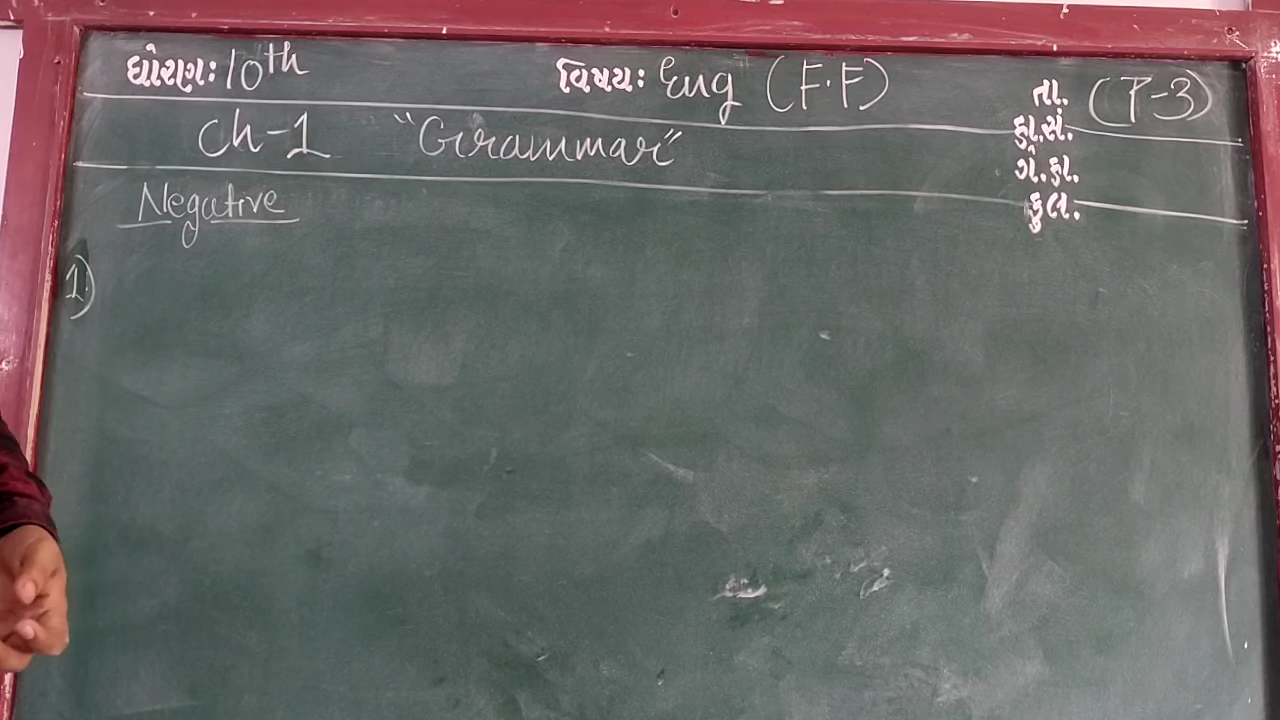 ધોરણ: 10th વિષય: Eng (F.F) તા. (P-3)
Ch-1 "Grammar" હા.સં.
ગે.હા.
Negative કુલ.
1)